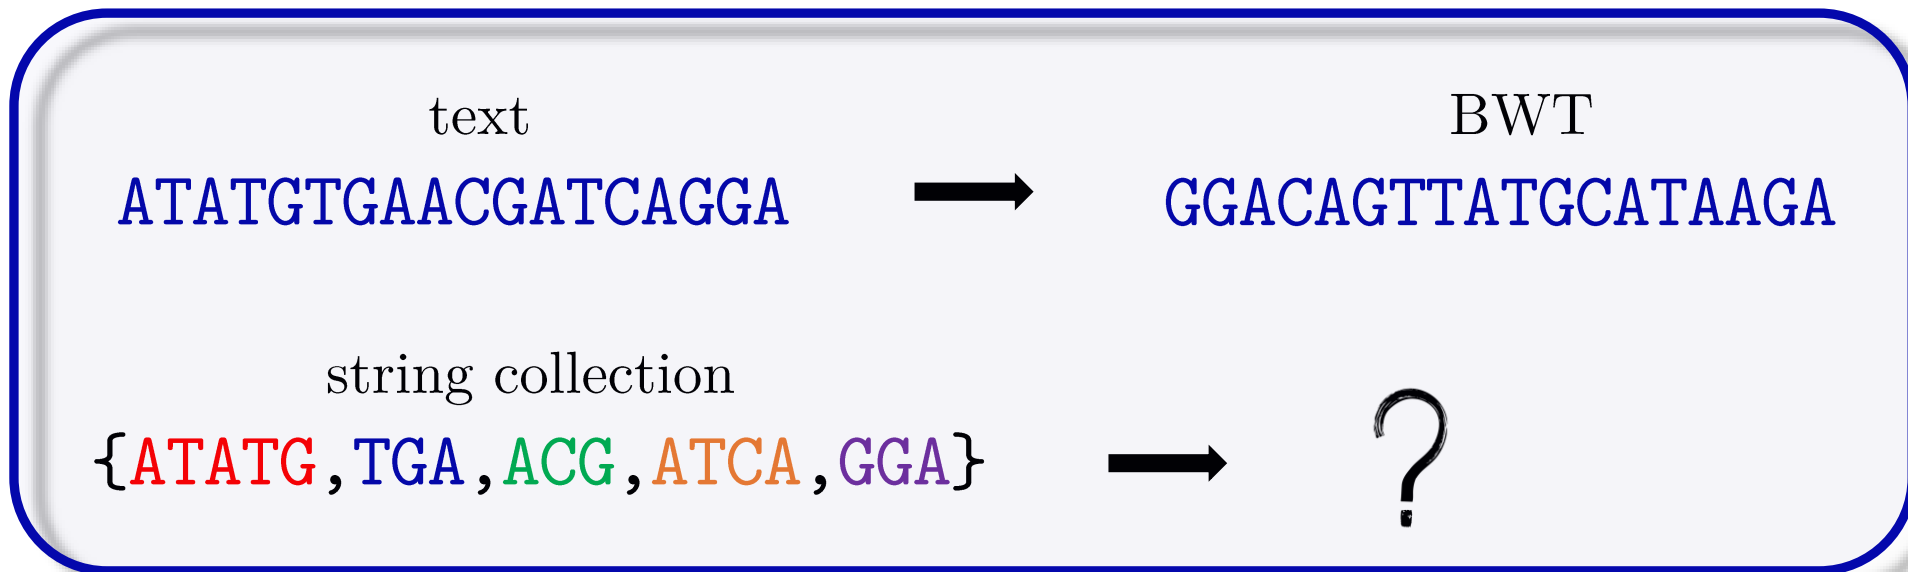 text BWT
ATATGTGAACGATCAGGA GGACAGTTATGCATAAGA
string collection
{ATATG,TGA,ACG,ATCA,GGA} ?